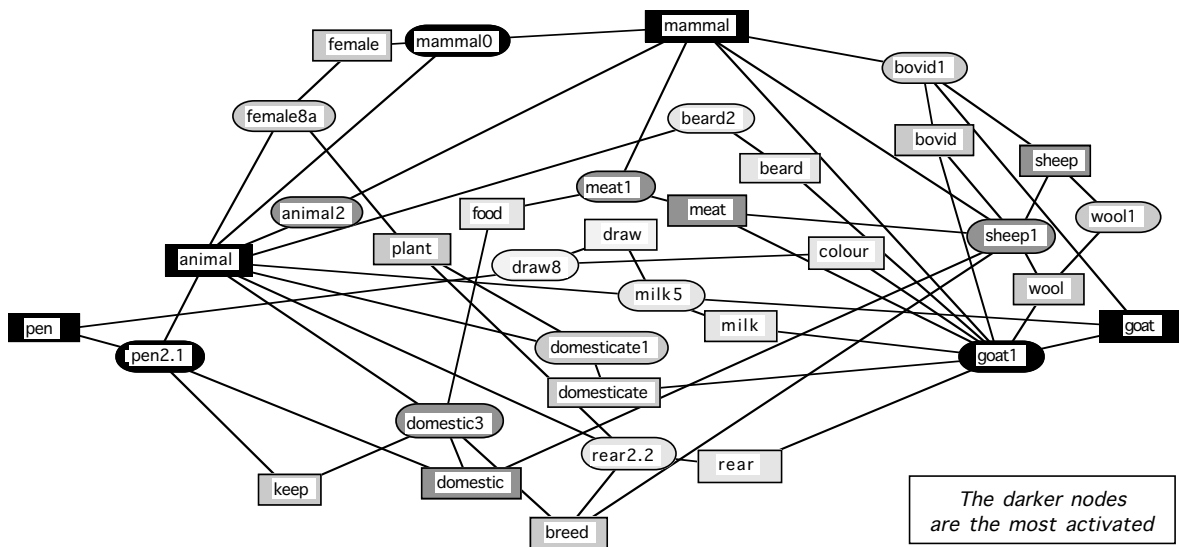 mammal
female
mammal0
bovid1
female8a
beard2
bovid
sheep
beard
meat1
animal2
food
meat
wool1
draw
sheep1
plant
colour
animal
draw8
wool
milk5
pen
milk
goat
pen2.1
domesticate1
goat1
domesticate
domestic3
rear2.2
rear
domestic
keep
breed
The darker nodes
are the most activated